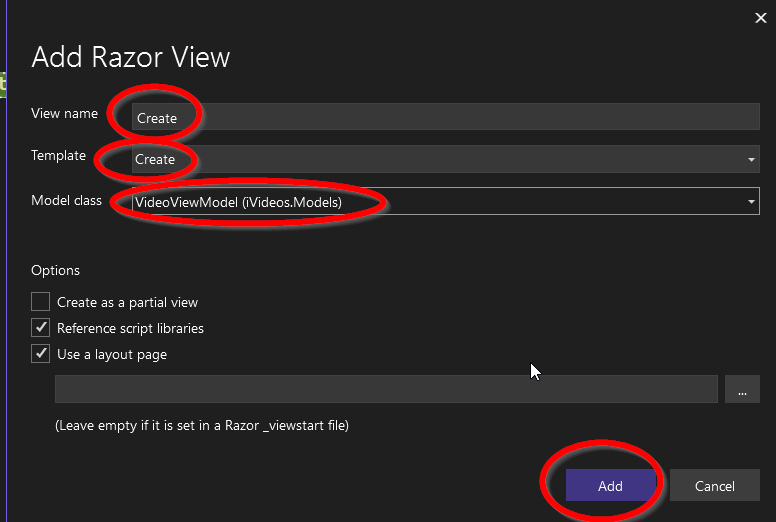 Add Razor View
View name Create
Template Create
Model class VideoViewModel (iVideos.Models)
Options
Create as a partial view
Reference script libraries
Use a layout page
...
(Leave empty if it is set in a Razor _viewstart file)
Add Cancel